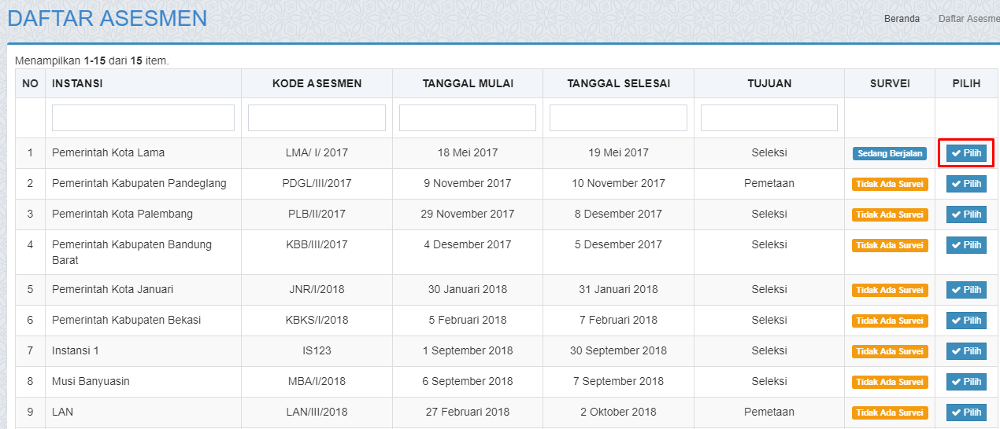 DAFTAR ASESMEN
Beranda > Daftar Asesme
Menampilkan 1-15 dari 15 item.
NO INSTANSI KODE ASESMEN TANGGAL MULAI TANGGAL SELESAI TUJUAN SURVEI PILIH
1 Pemerintah Kota Lama LMA/ I/ 2017 18 Mei 2017 19 Mei 2017 Seleksi Sedang Berjalan Pilih
2 Pemerintah Kabupaten Pandeglang PDGL/III/2017 9 November 2017 10 November 2017 Pemetaan Tidak Ada Survei Pilih
3 Pemerintah Kota Palembang PLB/II/2017 29 November 2017 8 Desember 2017 Seleksi Tidak Ada Survei Pilih
4 Pemerintah Kabupaten Bandung KBB/III/2017 4 Desember 2017 5 Desember 2017 Seleksi Tidak Ada Survei Pilih
Barat
5 Pemerintah Kota Januari JNR/I/2018 30 Januari 2018 31 Januari 2018 Seleksi Tidak Ada Survei Pilih
6 Pemerintah Kabupaten Bekasi KBKS/I/2018 5 Februari 2018 7 Februari 2018 Seleksi Tidak Ada Survei Pilih
7 Instansi 1 IS123 1 September 2018 30 September 2018 Seleksi Tidak Ada Survei Pilih
8 Musi Banyuasin MBA/I/2018 6 September 2018 7 September 2018 Seleksi Tidak Ada Survei Pilih
9 LAN LAN/III/2018 27 Februari 2018 2 Oktober 2018 Pemetaan Tidak Ada Survei Pilih